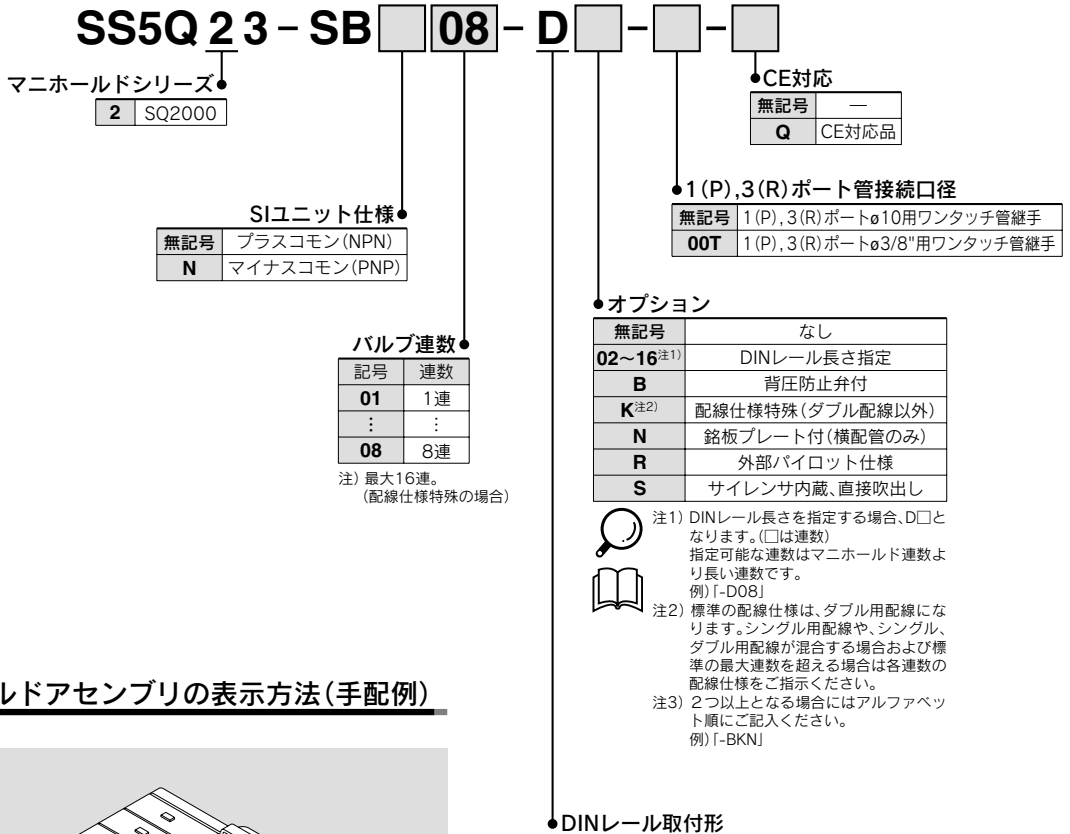 SS5Q 2 3 – SB □ 08 – D □ – □ – □
マニホールドシリーズ
2 SQ2000
CE対応
無記号 —
Q CE対応品
1(P),3(R)ポート管接続口径
無記号 1(P),3(R)ポートø10用ワンタッチ管継手
00T 1(P),3(R)ポートø3/8"用ワンタッチ管継手
SIユニット仕様
無記号 プラスコモン(NPN)
N マイナスコモン(PNP)
オプション
無記号 なし
02〜16注1) DINレール長さ指定
B 背圧防止弁付
K注2) 配線仕様特殊(ダブル配線以外)
N 銘板プレート付(横配管のみ)
R 外部パイロット仕様
S サイレンサ内蔵、直接吹出し
バルブ連数
記号 連数
01 1連
⋮ ⋮
08 8連
注) 最大16連。
(配線仕様特殊の場合)
注1) DINレール長さを指定する場合、D□と
なります。(□は連数)
指定可能な連数はマニホールド連数よ
り長い連数です。
例)「-D08」
注2) 標準の配線仕様は、ダブル用配線にな
ります。シングル用配線や、シングル、
ダブル用配線が混合する場合および標
準の最大連数を超える場合は各連数の
配線仕様をご指示ください。
注3) 2つ以上となる場合にはアルファベッ
ト順にご記入ください。
例)「-BKN」
ルドアセンブリの表示方法(手配例)
DINレール取付形